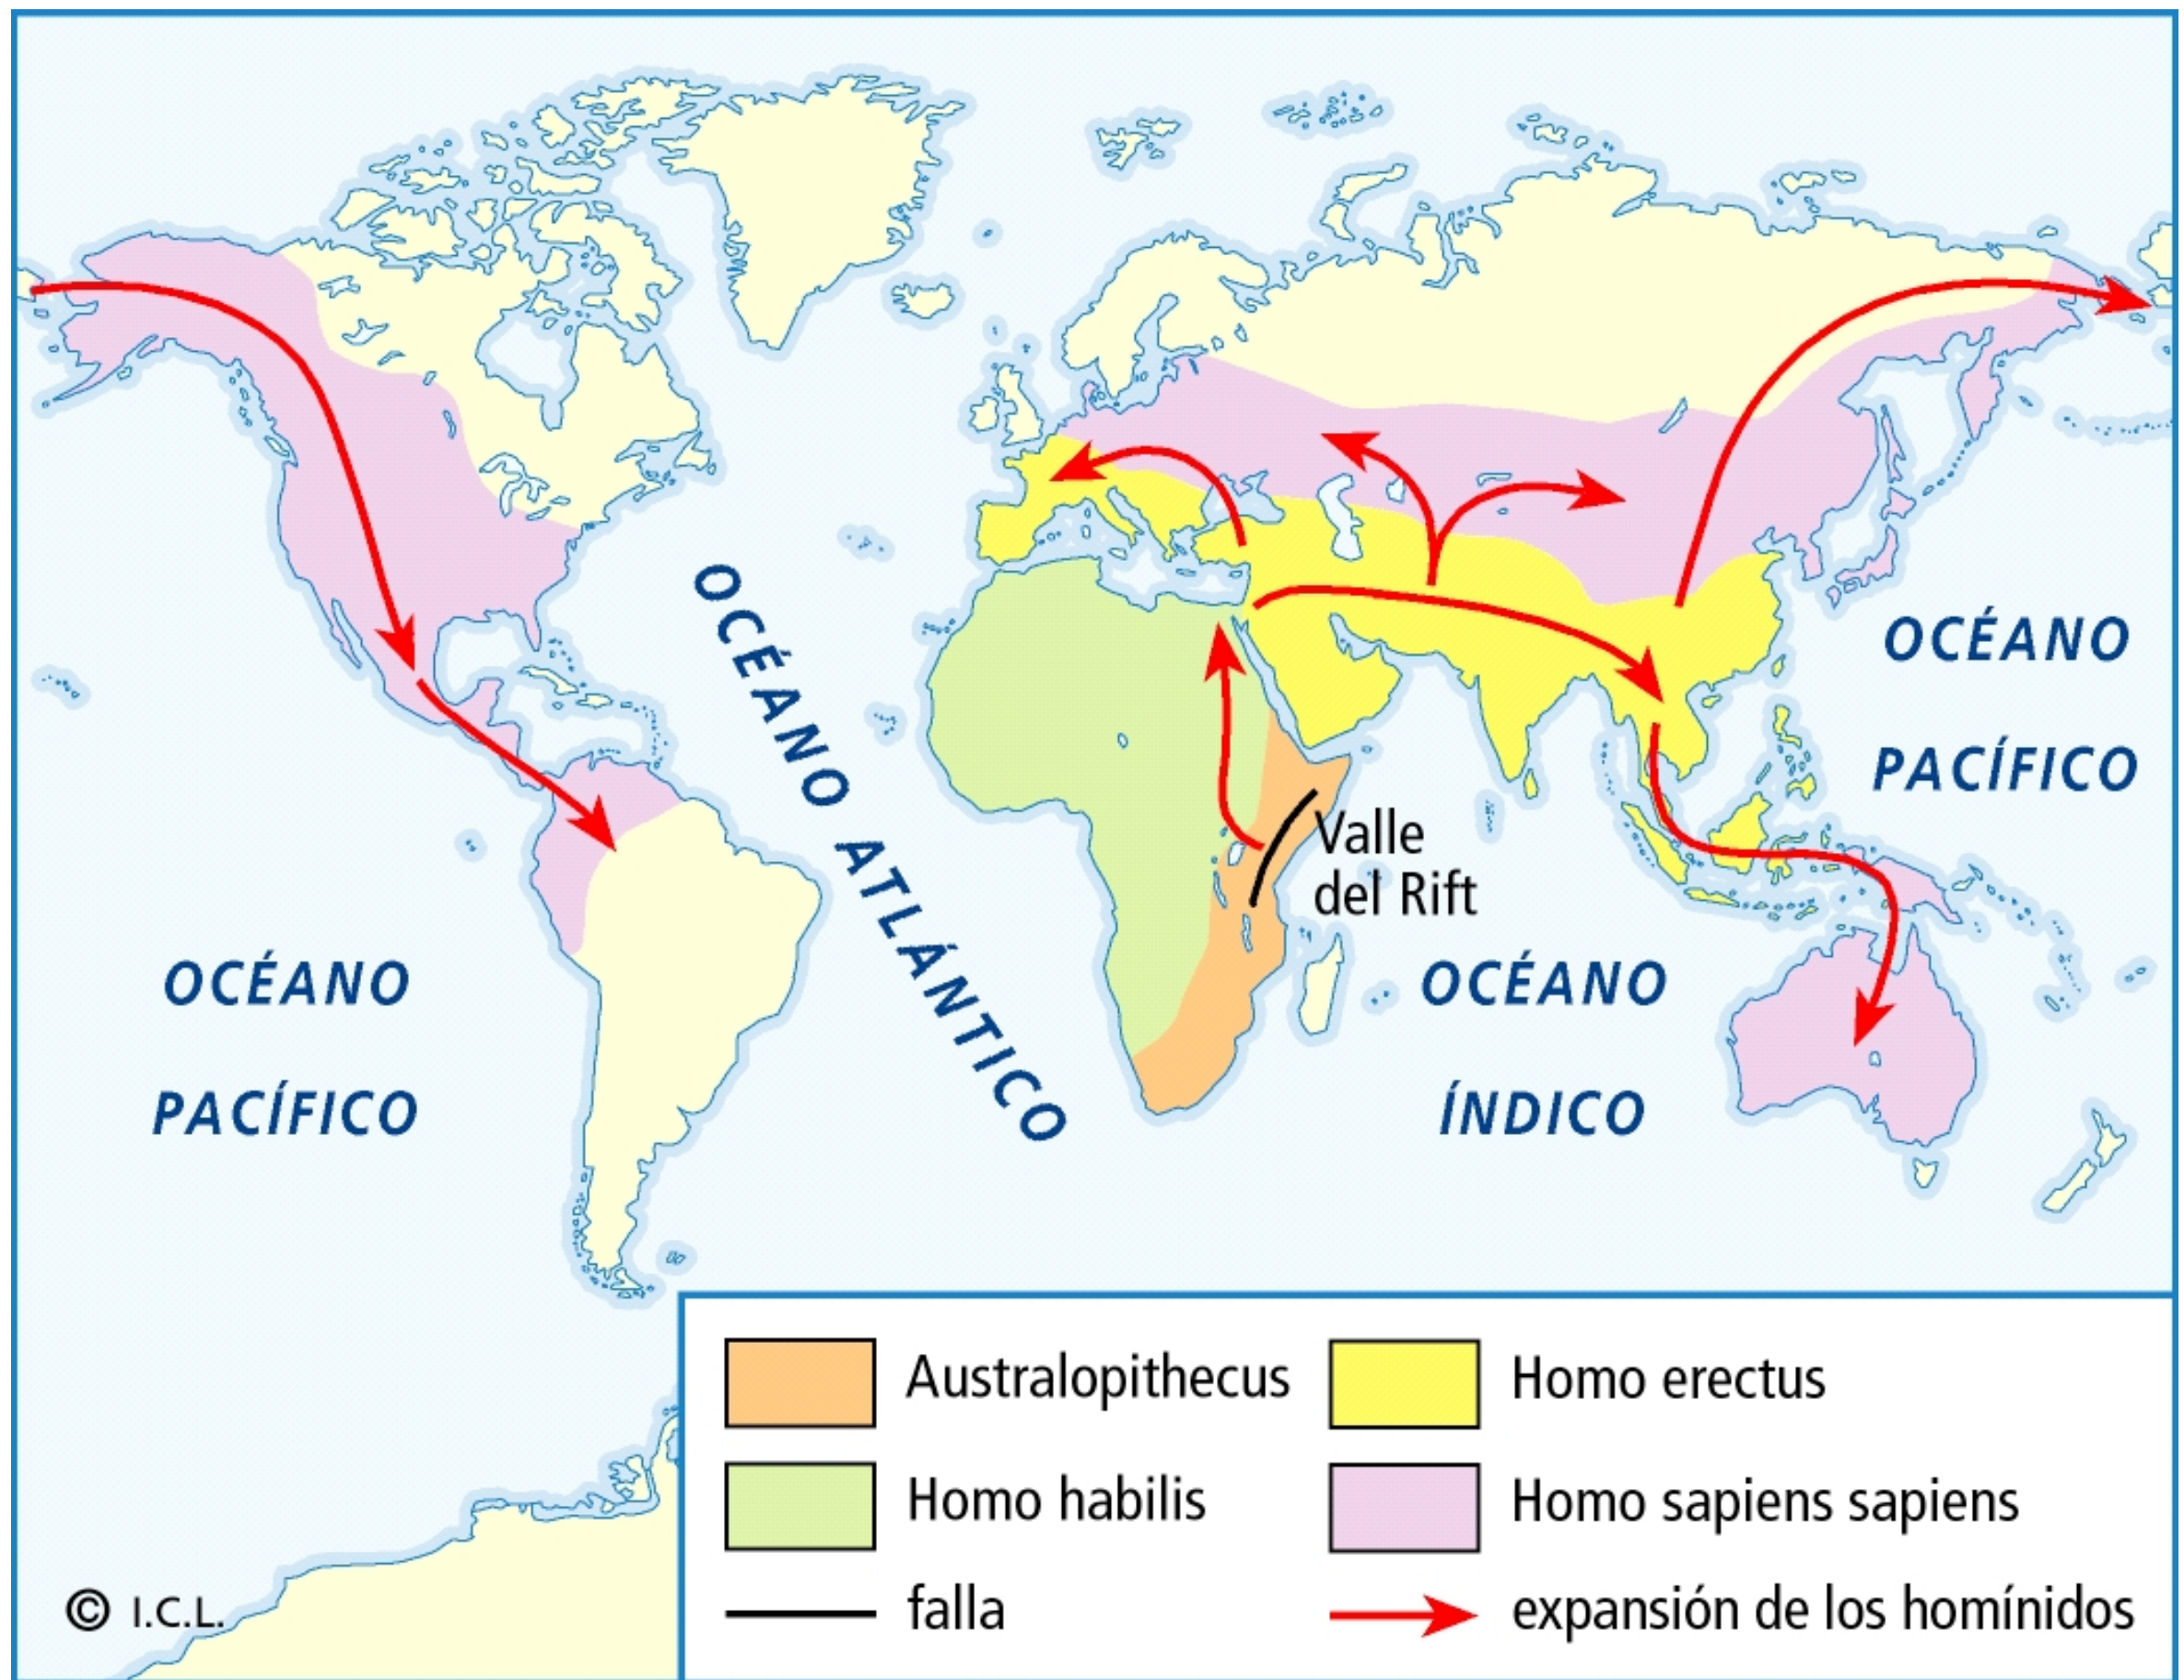 OCÉANO ATLÁNTICO
OCÉANO
PACÍFICO
Valle
del Rift
OCÉANO
PACÍFICO
OCÉANO
ÍNDICO
Australopithecus
Homo erectus
Homo habilis
Homo sapiens sapiens
falla
expansión de los homínidos
© I.C.L.